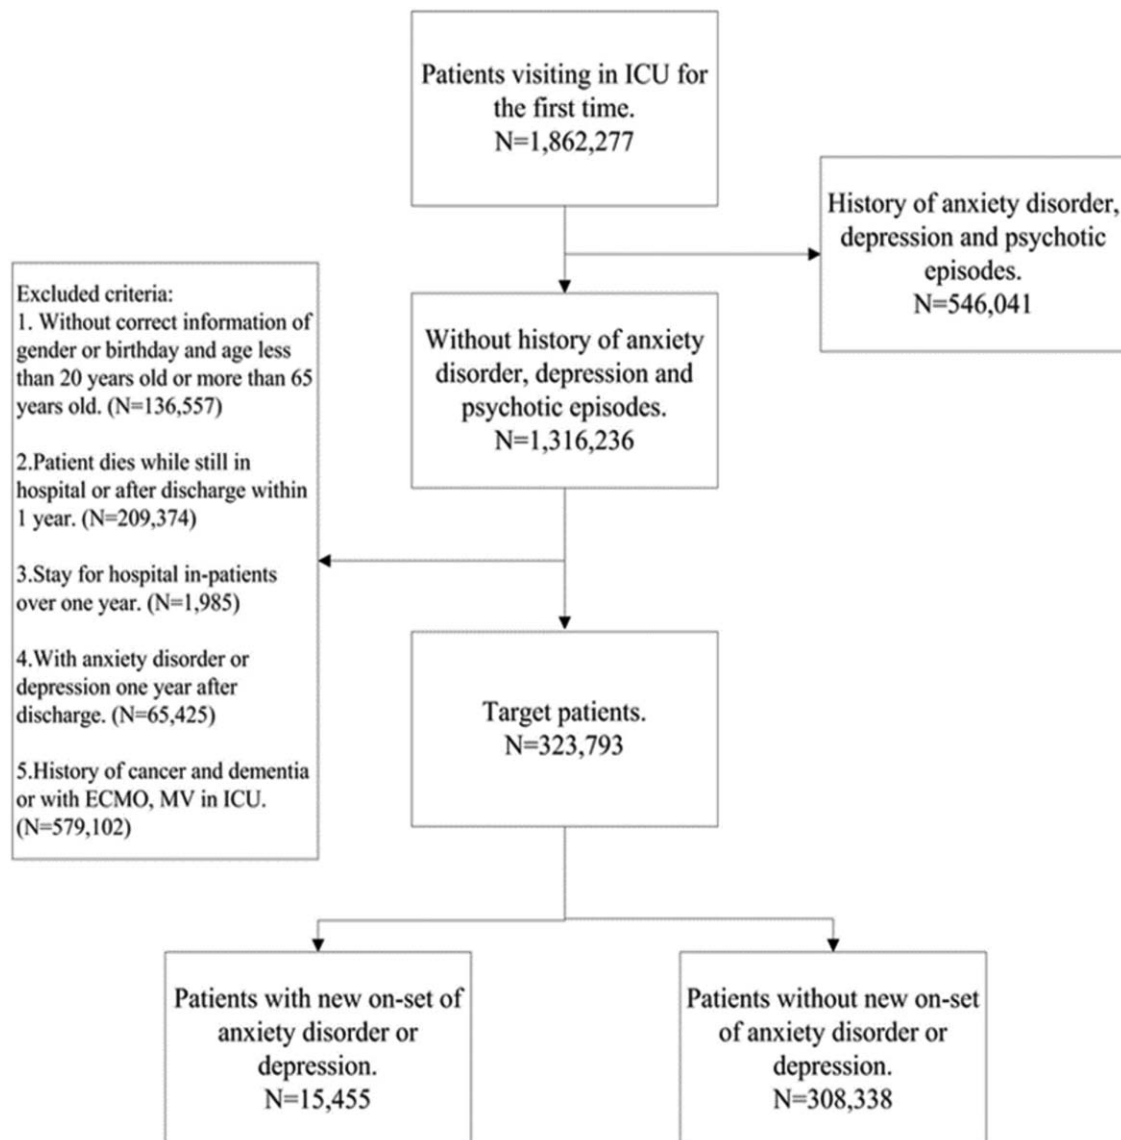 Patients visiting in ICU for
the first time.
N=1,862,277
History of anxiety disorder,
depression and psychotic
episodes.
N=546,041
Excluded criteria:
1. Without correct information of
gender or birthday and age less
than 20 years old or more than 65
years old. (N=136,557)
2.Patient dies while still in
hospital or after discharge within
1 year. (N=209,374)
3.Stay for hospital in-patients
over one year. (N=1,985)
4.With anxiety disorder or
depression one year after
discharge. (N=65,425)
5.History of cancer and dementia
or with ECMO, MV in ICU.
(N=579,102)
Without history of anxiety
disorder, depression and
psychotic episodes.
N=1,316,236
Target patients.
N=323,793
Patients with new on-set of
anxiety disorder or
depression.
N=15,455
Patients without new on-set
of anxiety disorder or
depression.
N=308,338